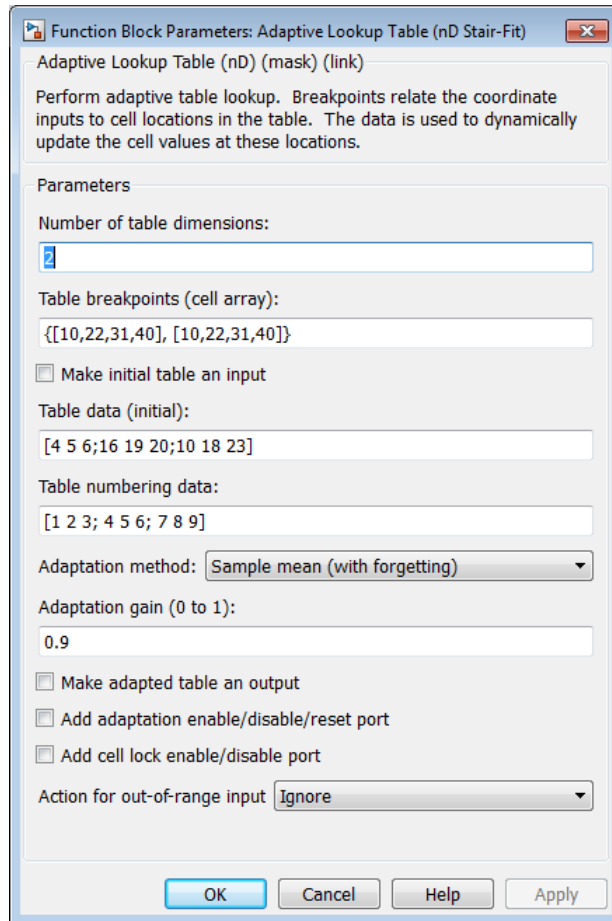 Function Block Parameters: Adaptive Lookup Table (nD Stair-Fit)
Adaptive Lookup Table (nD) (mask) (link)
Perform adaptive table lookup.  Breakpoints relate the coordinate
inputs to cell locations in the table.  The data is used to dynamically
update the cell values at these locations.
Parameters
Number of table dimensions:
2
Table breakpoints (cell array):
{[10,22,31,40], [10,22,31,40]}
Make initial table an input
Table data (initial):
[4 5 6;16 19 20;10 18 23]
Table numbering data:
[1 2 3; 4 5 6; 7 8 9]
Adaptation method: Sample mean (with forgetting)
Adaptation gain (0 to 1):
0.9
Make adapted table an output
Add adaptation enable/disable/reset port
Add cell lock enable/disable port
Action for out-of-range input Ignore
OK Cancel Help Apply